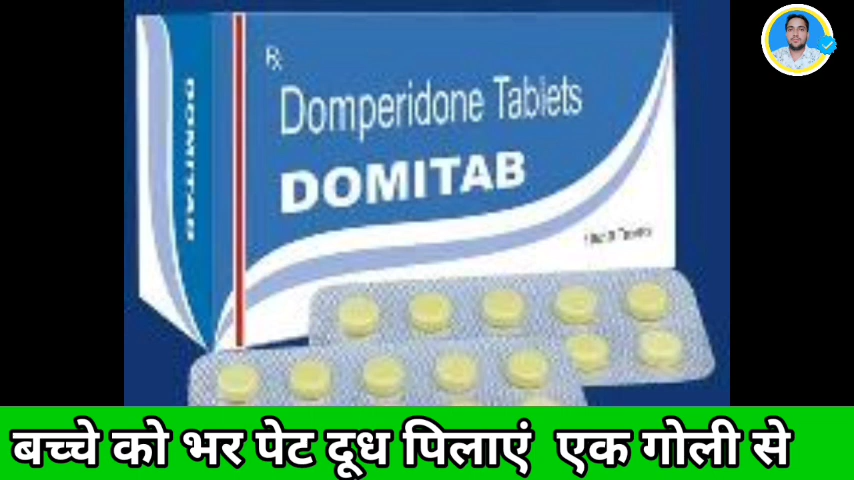 Rx
Domperidone Tablets
DOMITAB
DOMITAB
बच्चे को भर पेट दूध पिलाएं एक गोली से